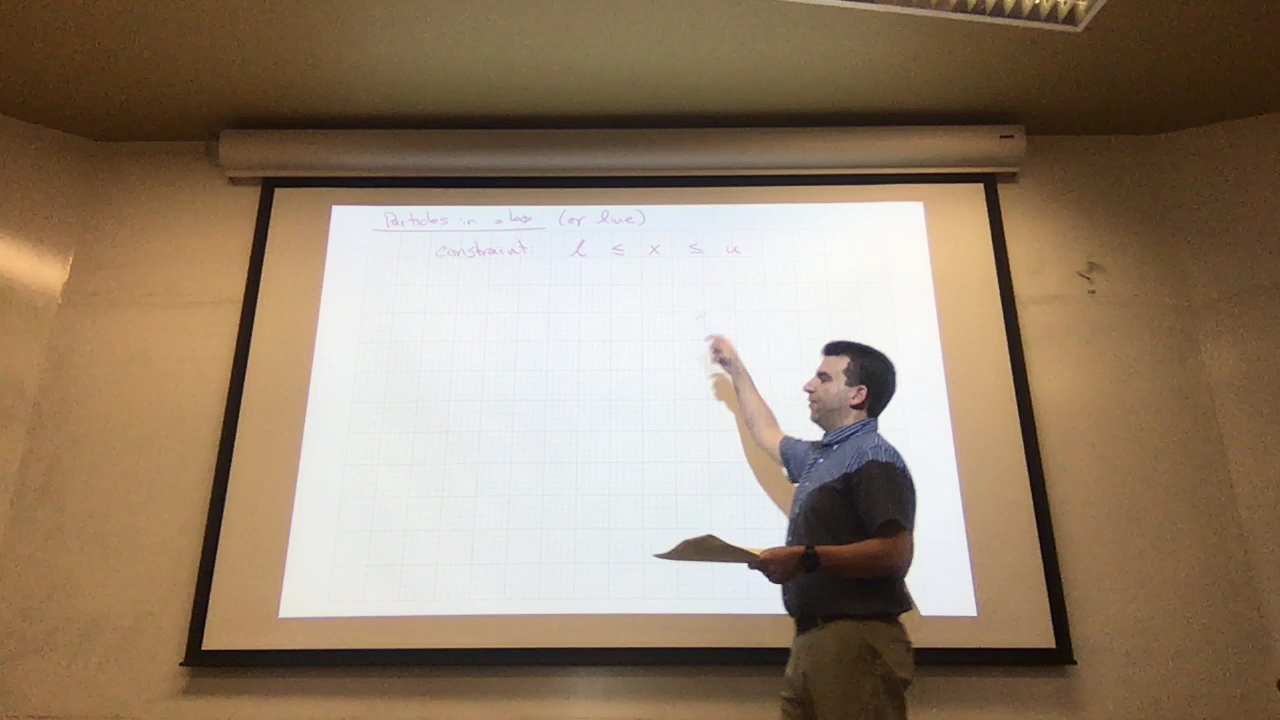 Particles in a box (or line)
constraint: l ≤ x ≤ u